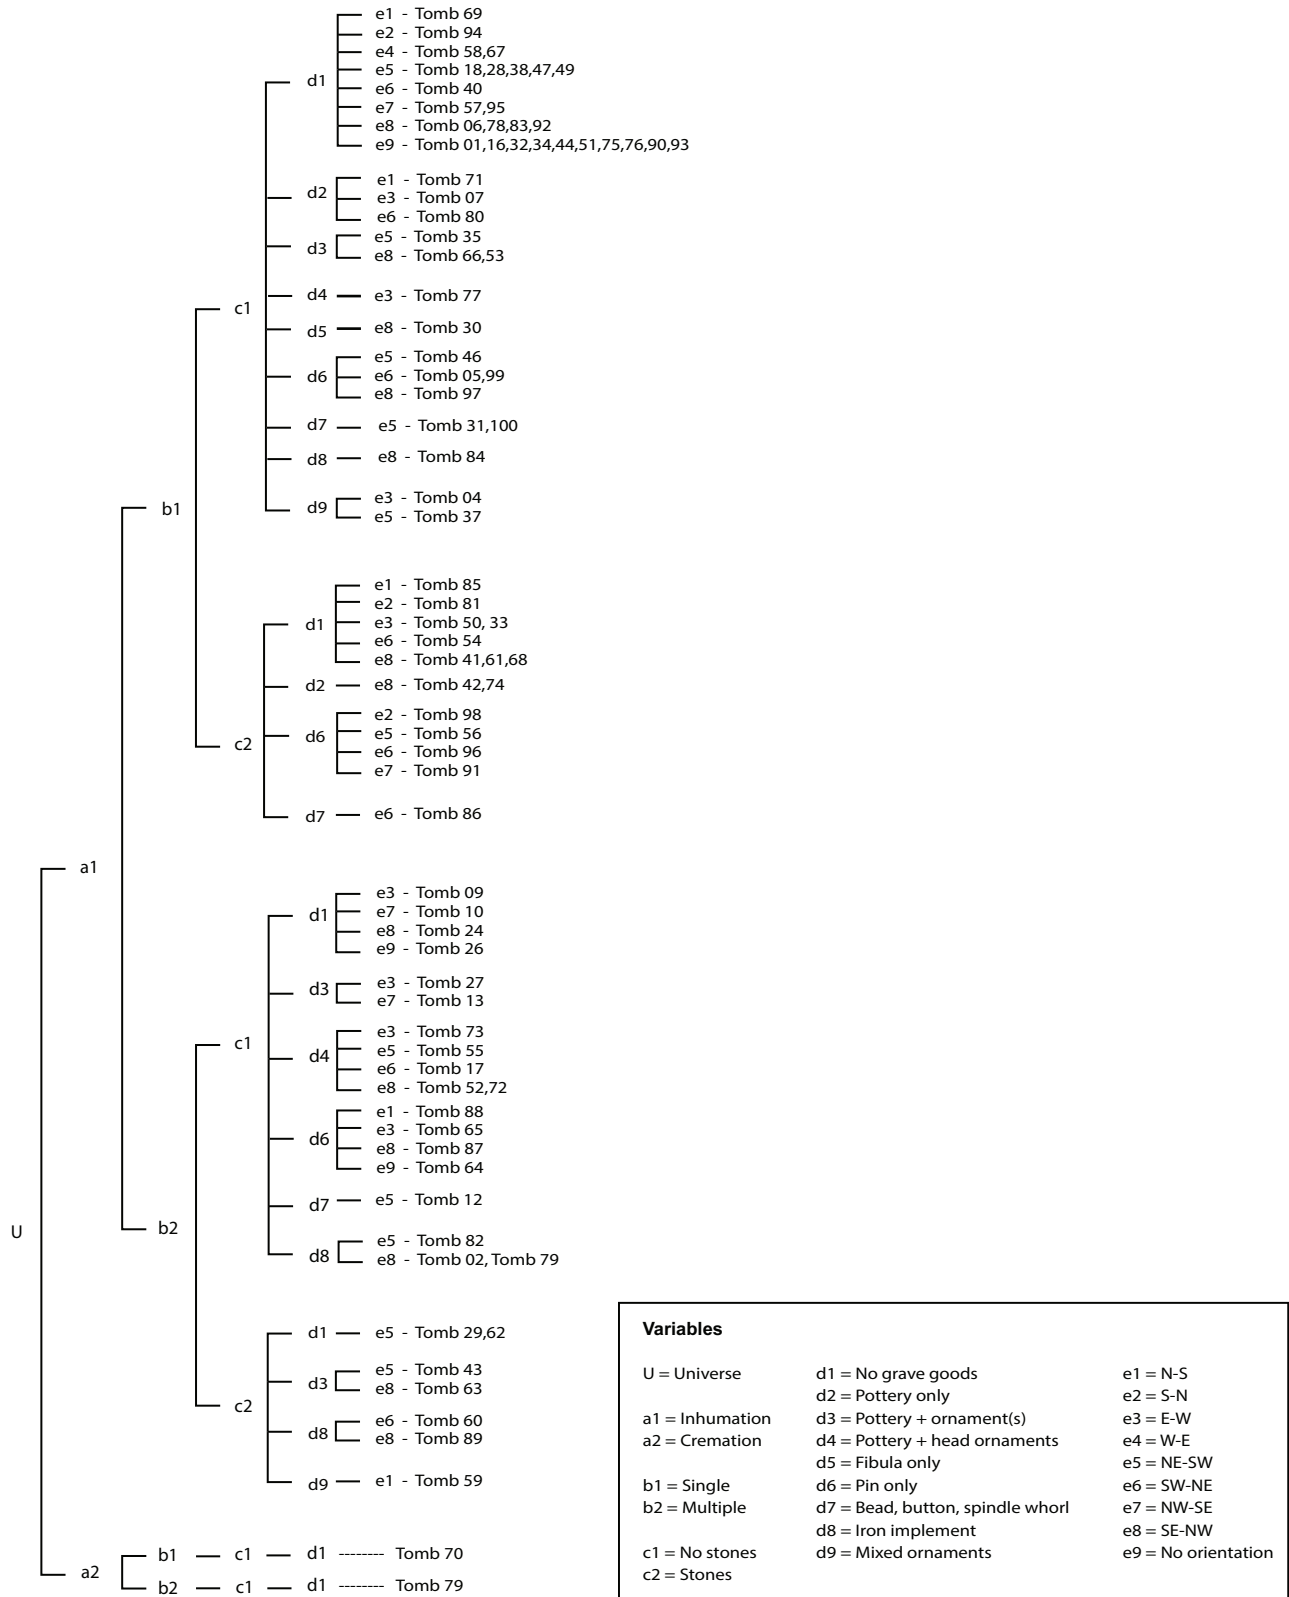 e1 - Tomb 69
e2 - Tomb 94
e4 - Tomb 58,67
d1
e5 - Tomb 18,28,38,47,49
e6 - Tomb 40
e7 - Tomb 57,95
e8 - Tomb 06,78,83,92
e9 - Tomb 01,16,32,34,44,51,75,76,90,93
d2
e1 - Tomb 71
e3 - Tomb 07
e6 - Tomb 80
d3
e5 - Tomb 35
e8 - Tomb 66,53
c1
d4
e3 - Tomb 77
d5
e8 - Tomb 30
d6
e5 - Tomb 46
e6 - Tomb 05,99
e8 - Tomb 97
d7
e5 - Tomb 31,100
d8
e8 - Tomb 84
b1
d9
e3 - Tomb 04
e5 - Tomb 37
d1
e1 - Tomb 85
e2 - Tomb 81
e3 - Tomb 50, 33
e6 - Tomb 54
e8 - Tomb 41,61,68
d2
e8 - Tomb 42,74
c2
d6
e2 - Tomb 98
e5 - Tomb 56
e6 - Tomb 96
e7 - Tomb 91
d7
e6 - Tomb 86
a1
d1
e3 - Tomb 09
e7 - Tomb 10
e8 - Tomb 24
e9 - Tomb 26
d3
e3 - Tomb 27
e7 - Tomb 13
c1
d4
e3 - Tomb 73
e5 - Tomb 55
e6 - Tomb 17
e8 - Tomb 52,72
d6
e1 - Tomb 88
e3 - Tomb 65
e8 - Tomb 87
e9 - Tomb 64
d7
e5 - Tomb 12
U
b2
d8
e5 - Tomb 82
e8 - Tomb 02, Tomb 79
d1
e5 - Tomb 29,62
d3
e5 - Tomb 43
e8 - Tomb 63
c2
d8
e6 - Tomb 60
e8 - Tomb 89
d9
e1 - Tomb 59
a2
b1 c1 d1 -------- Tomb 70
b2 c1 d1 -------- Tomb 79
Variables
U = Universe
a1 = Inhumation
a2 = Cremation
b1 = Single
b2 = Multiple
c1 = No stones
c2 = Stones
d1 = No grave goods
d2 = Pottery only
d3 = Pottery + ornament(s)
d4 = Pottery + head ornaments
d5 = Fibula only
d6 = Pin only
d7 = Bead, button, spindle whorl
d8 = Iron implement
d9 = Mixed ornaments
e1 = N-S
e2 = S-N
e3 = E-W
e4 = W-E
e5 = NE-SW
e6 = SW-NE
e7 = NW-SE
e8 = SE-NW
e9 = No orientation